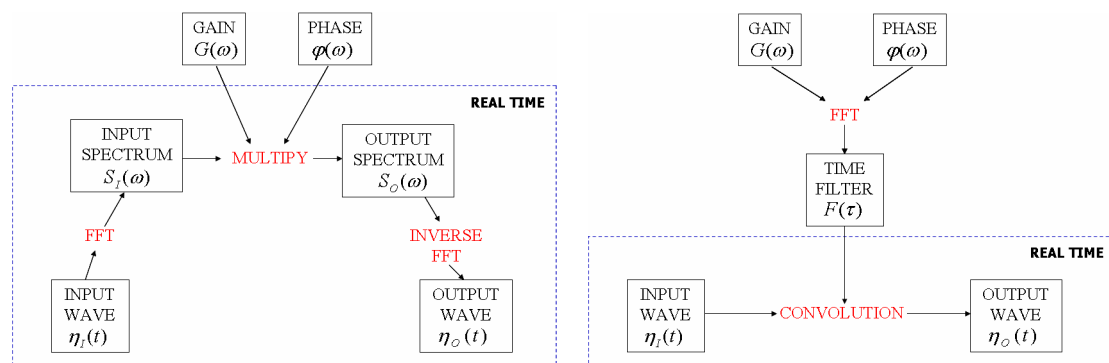 GAIN
G(ω)
PHASE
φ(ω)
REAL TIME
INPUT
SPECTRUM
S_I(ω)
MULTIPY
OUTPUT
SPECTRUM
S_O(ω)
FFT
INVERSE
FFT
INPUT
WAVE
η_I(t)
OUTPUT
WAVE
η_O(t)
GAIN
G(ω)
PHASE
φ(ω)
FFT
TIME
FILTER
F(τ)
REAL TIME
INPUT
WAVE
η_I(t)
CONVOLUTION
OUTPUT
WAVE
η_O(t)